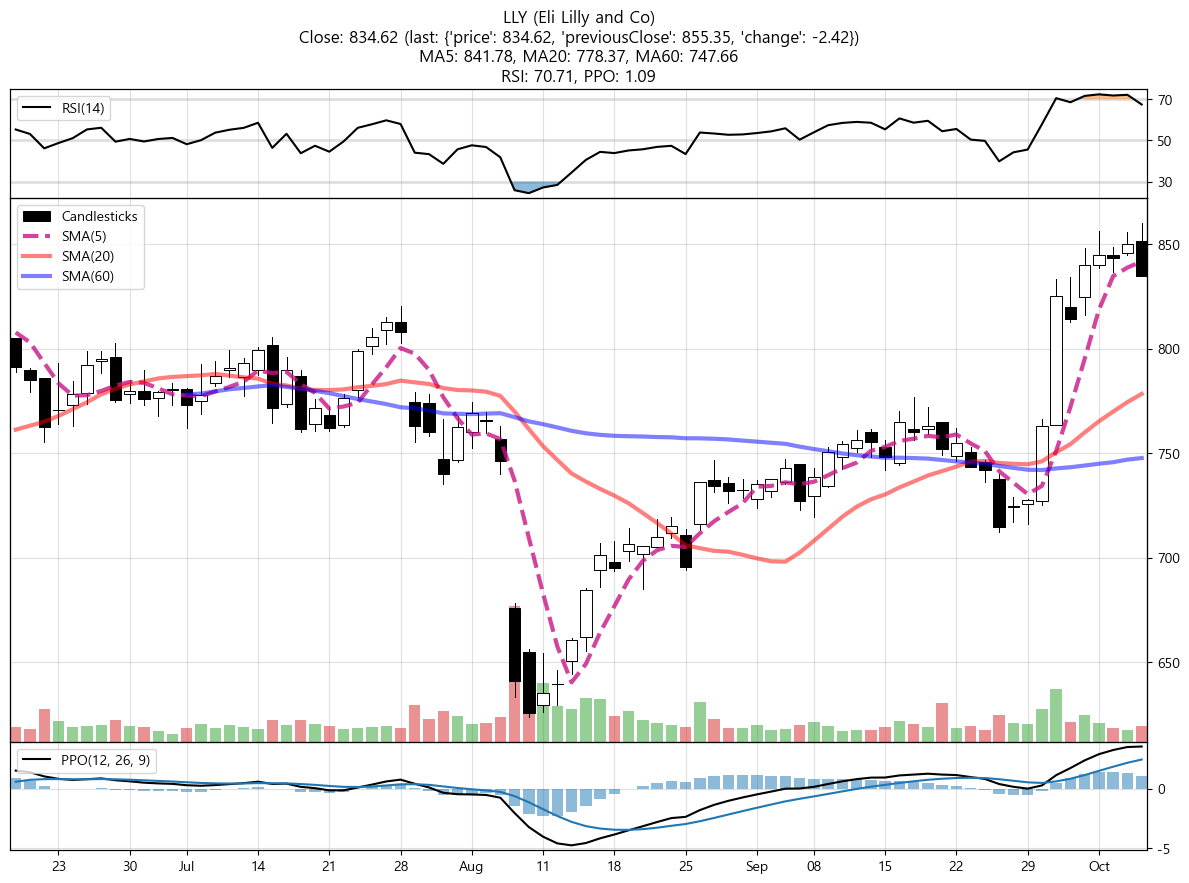 LLY (Eli Lilly and Co)
Close: 834.62 (last: {'price': 834.62, 'previousClose': 855.35, 'change': -2.42})
MA5: 841.78, MA20: 778.37, MA60: 747.66
RSI: 70.71, PPO: 1.09
RSI(14)
70
50
30
Candlesticks
SMA(5)
SMA(20)
SMA(60)
850
800
750
700
650
PPO(12, 26, 9)
0
-5
23 30 Jul 14 21 28 Aug 11 18 25 Sep 08 15 22 29 Oct